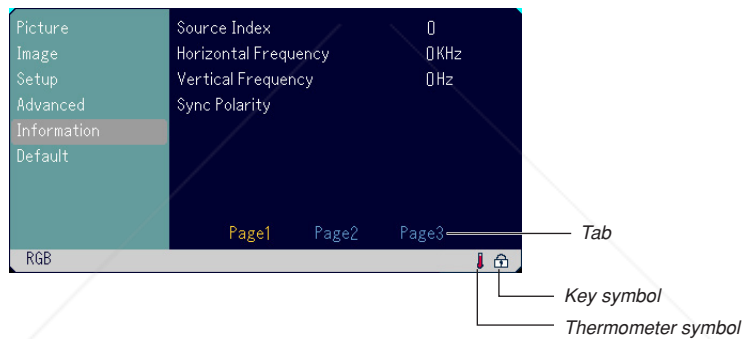 Picture
Image
Setup
Advanced
Information
Default
Source Index 0
Horizontal Frequency 0KHz
Vertical Frequency 0Hz
Sync Polarity
Page1 Page2 Page3
Tab
RGB
Key symbol
Thermometer symbol